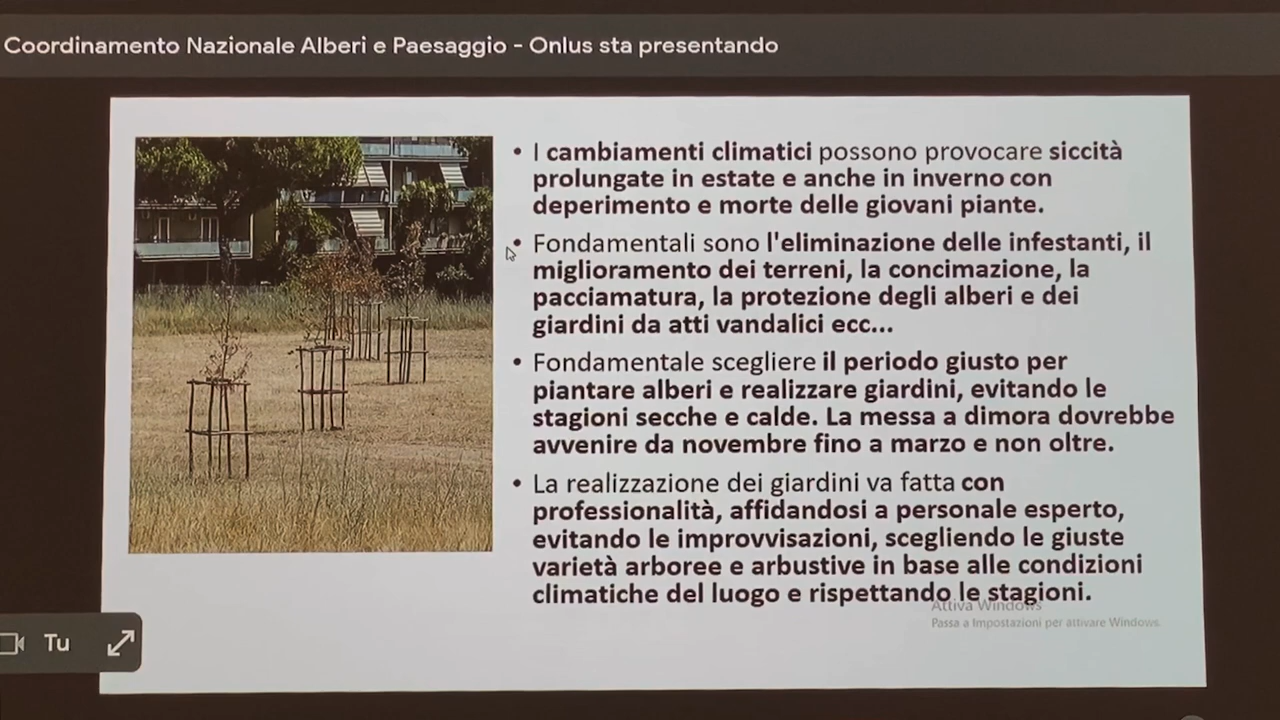 Coordinamento Nazionale Alberi e Paesaggio - Onlus sta presentando
• I cambiamenti climatici possono provocare siccità
prolungate in estate e anche in inverno con
deperimento e morte delle giovani piante.
• Fondamentali sono l'eliminazione delle infestanti, il
miglioramento dei terreni, la concimazione, la
pacciamatura, la protezione degli alberi e dei
giardini da atti vandalici ecc...
• Fondamentale scegliere il periodo giusto per
piantare alberi e realizzare giardini, evitando le
stagioni secche e calde. La messa a dimora dovrebbe
avvenire da novembre fino a marzo e non oltre.
• La realizzazione dei giardini va fatta con
professionalità, affidandosi a personale esperto,
evitando le improvvisazioni, scegliendo le giuste
varietà arboree e arbustive in base alle condizioni
climatiche del luogo e rispettando le stagioni.
Attiva Windows
Passa a Impostazioni per attivare Windows.
Tu